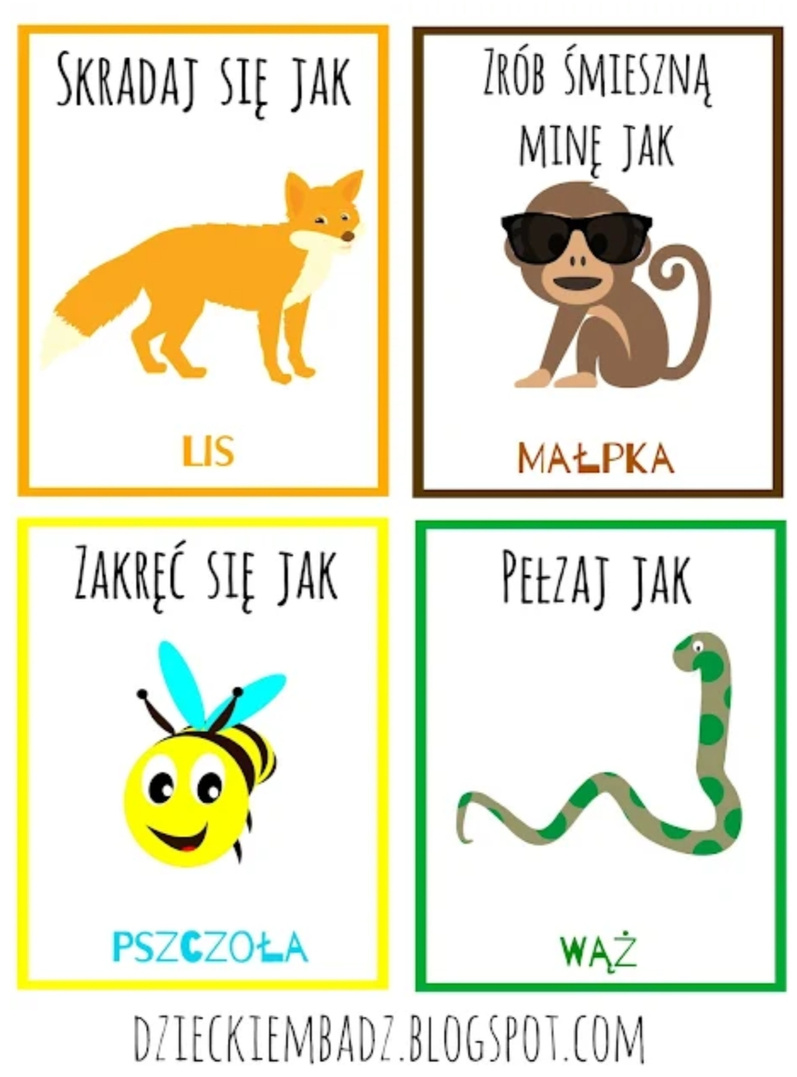 SKRADAJ SIĘ JAK
LIS
ZRÓB ŚMIESZNĄ
MINĘ JAK
MAŁPKA
ZAKRĘĆ SIĘ JAK
PSZCZOŁA
PEŁZAJ JAK
WĄŻ
DZIECKIEMBADZ.BLOGSPOT.COM